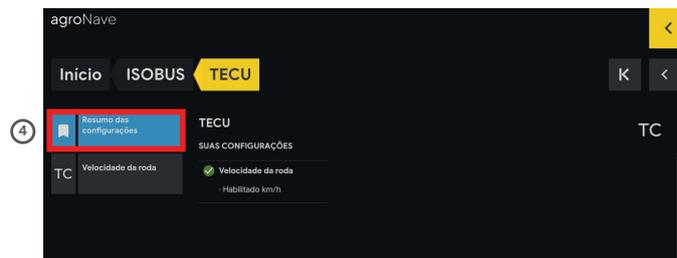 agroNave
Início ISOBUS TECU
K
4
Resumo das
configurações
TECU
TC
SUAS CONFIGURAÇÕES
TC
Velocidade da roda
Velocidade da roda
· Habilitado km/h